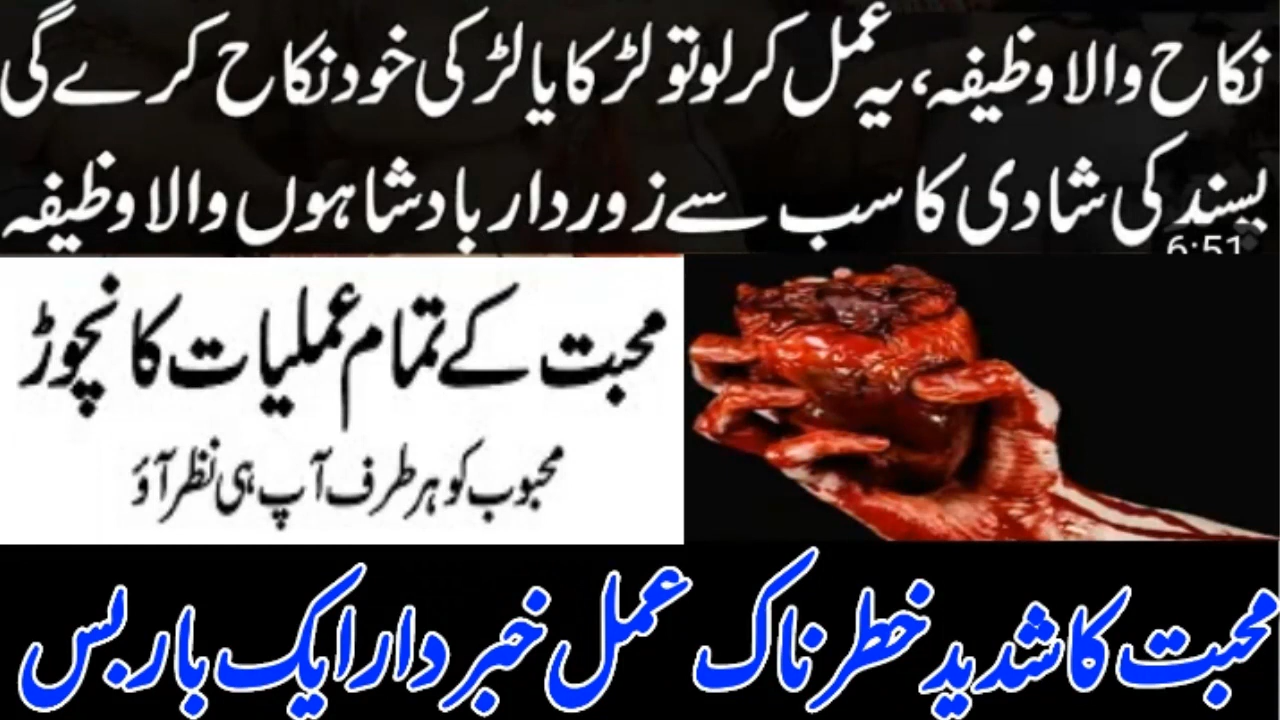 نکاح والا وظیفہ، یہ عمل کر لو تو لڑکا یا لڑکی خود نکاح کرے گی
پسند کی شادی کا سب سے زوردار بادشاہوں والا وظیفہ
6:51
محبت کے تمام عملیات کا نچوڑ
محبوب کو ہر طرف آپ ہی نظر آؤ
محبت کا شدید خطرناک عمل خبردار ایک بار بس